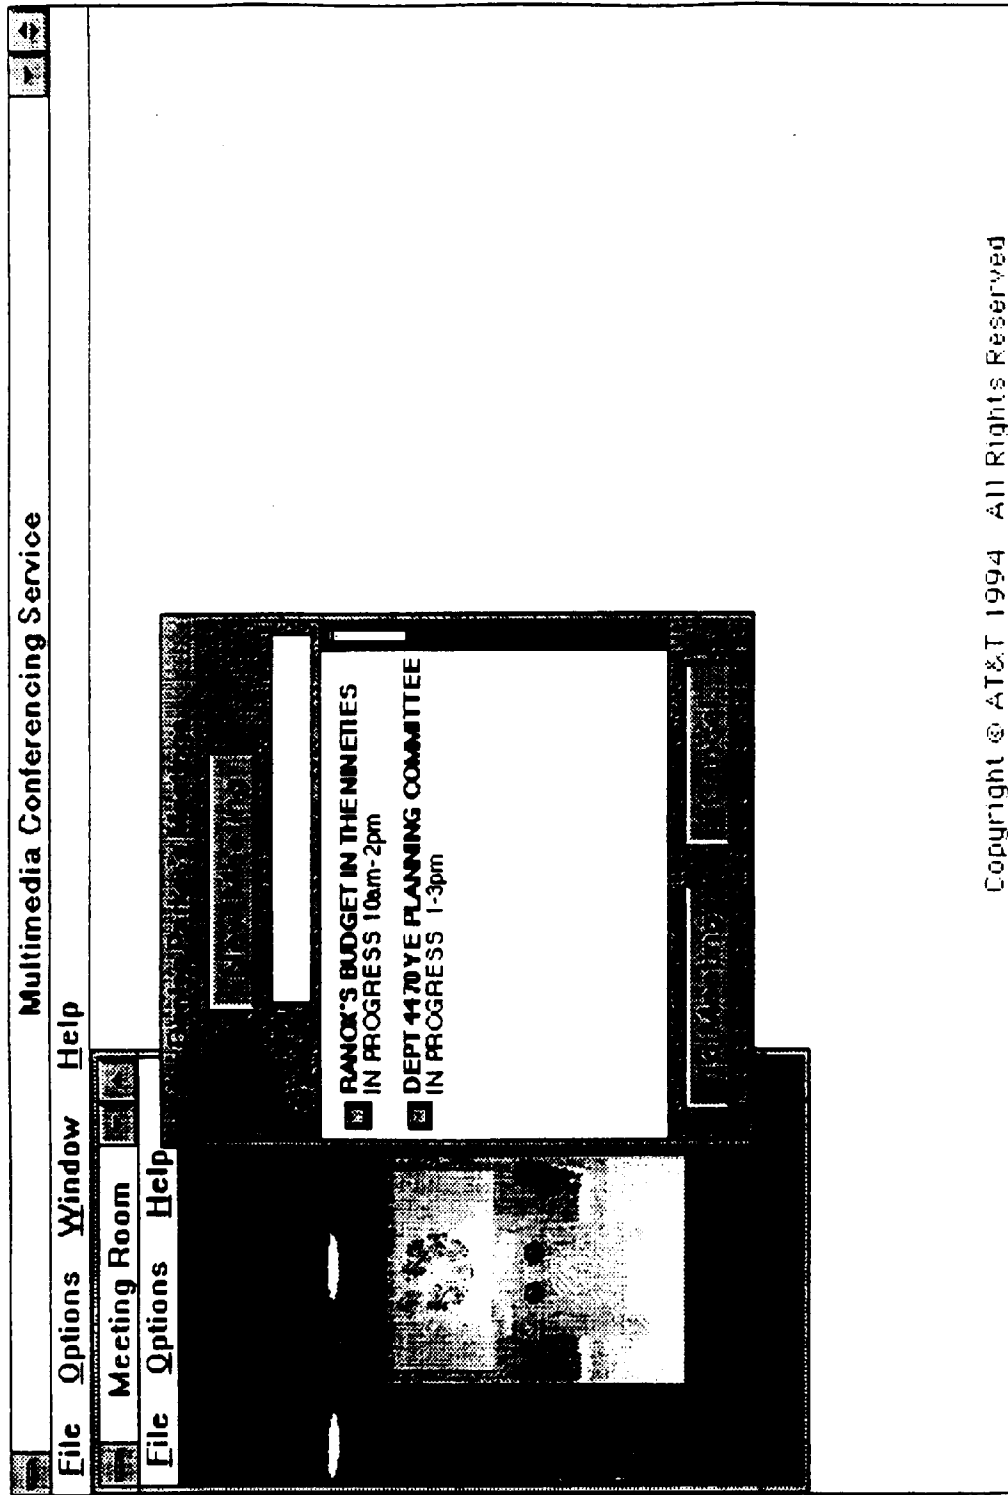 Multimedia Conferencing Service
File Options Window Help
Meeting Room
File Options Help
RANOK'S BUDGET IN THE NINETIES
IN PROGRESS 10am-2pm
DEPT 4470 YE PLANNING COMMITTEE
IN PROGRESS 1-3pm
Copyright © AT&T 1994 All Rights Reserved